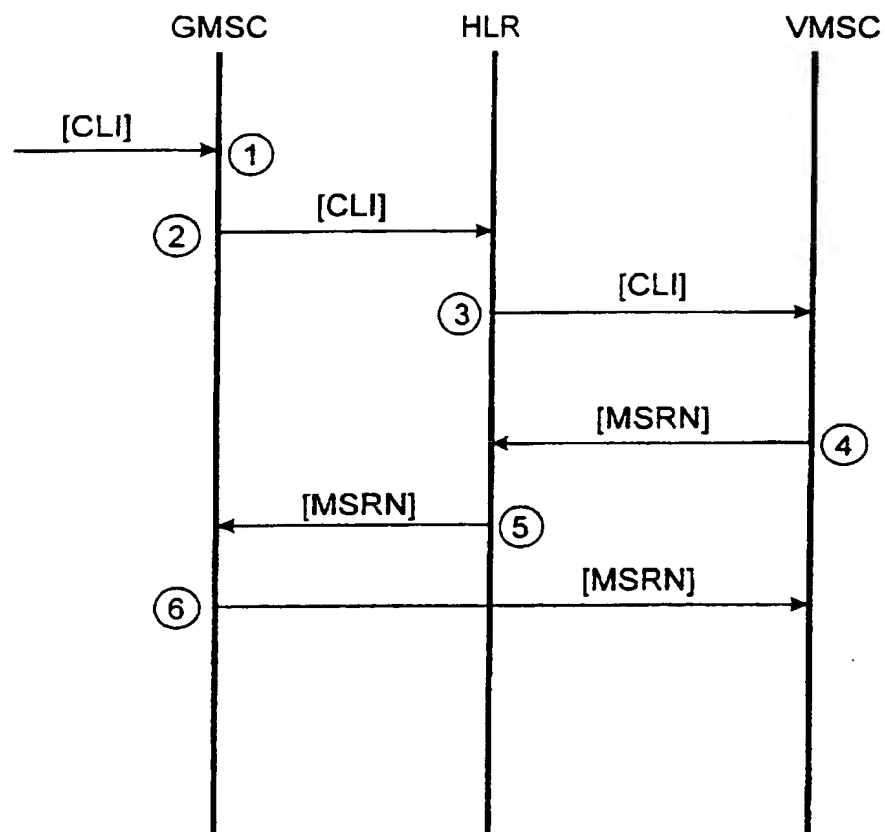 GMSC HLR VMSC
[CLI]
1
2 [CLI]
3 [CLI]
[MSRN] 4
[MSRN] 5
6 [MSRN]